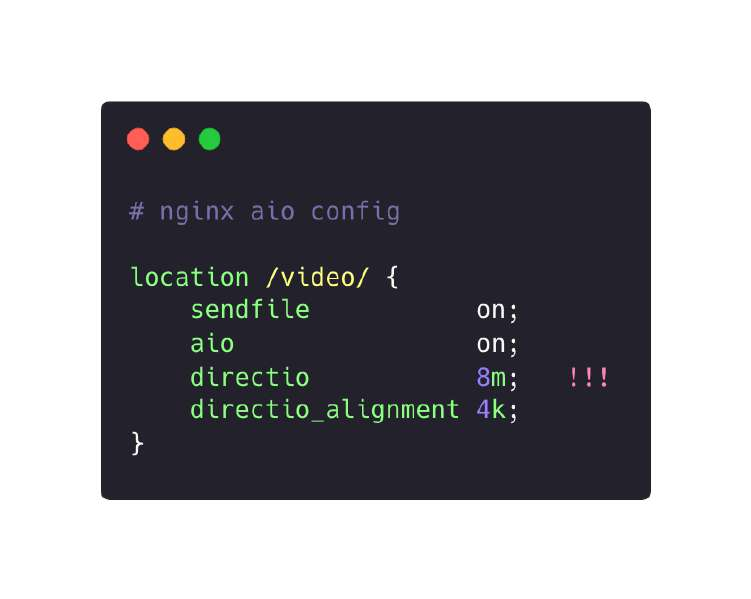 # nginx aio config
location /video/ {
    sendfile           on;
    aio                on;
    directio           8m;   !!!
    directio_alignment 4k;
}